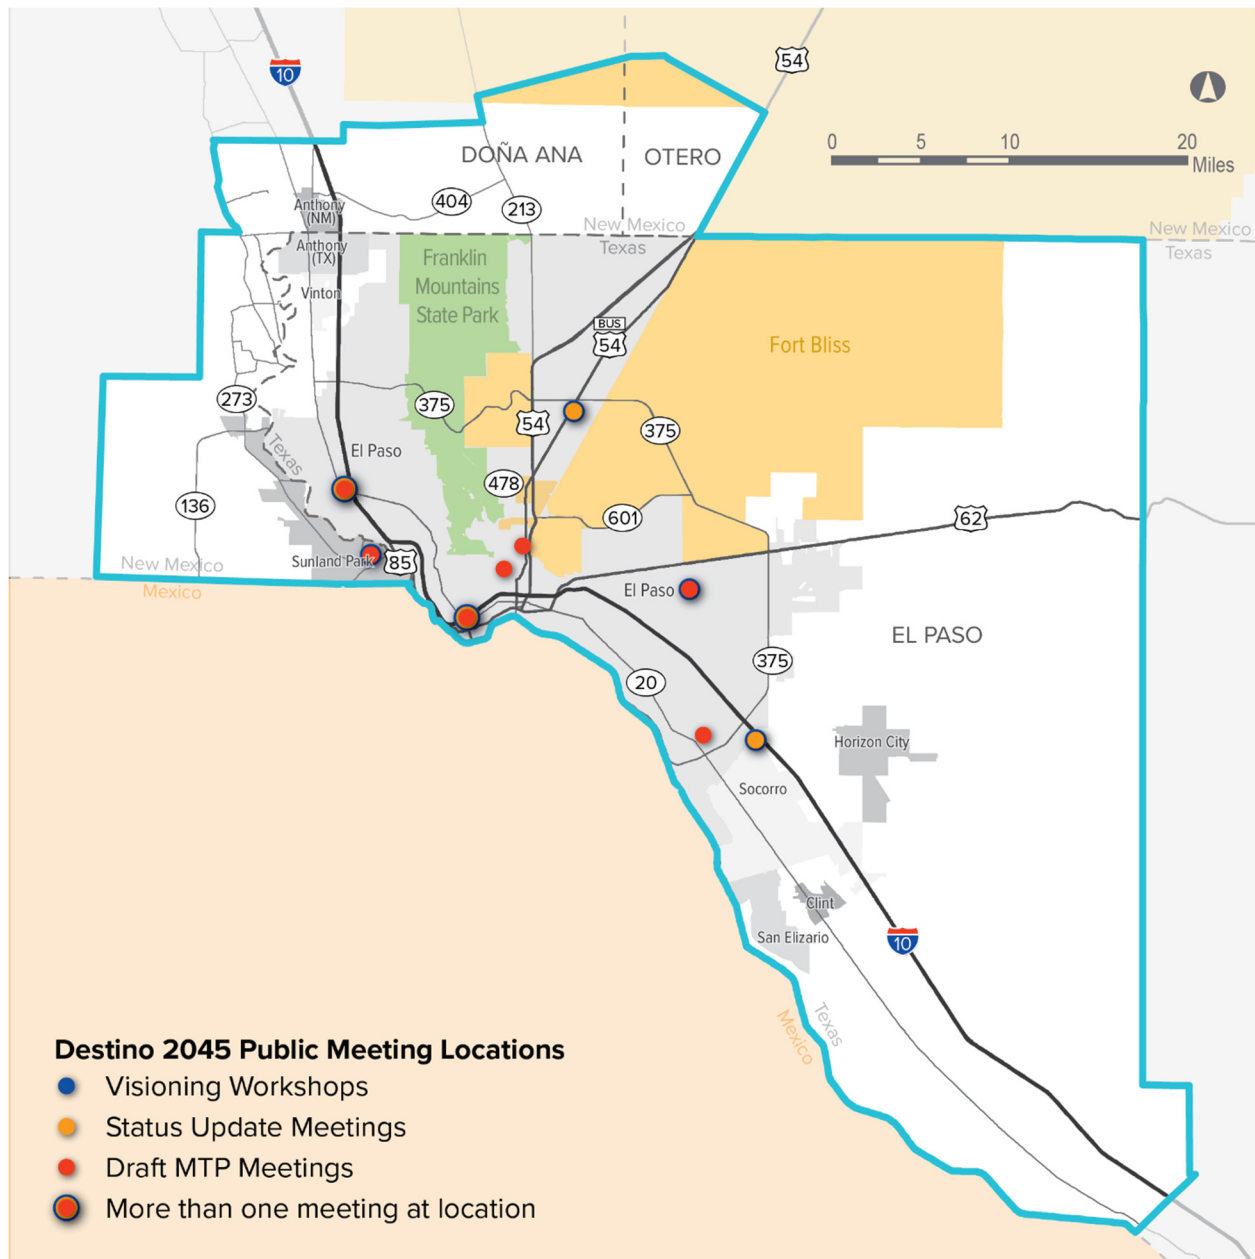 10
54
0 5 10 20
Miles
DOÑA ANA
OTERO
404
213
Anthony
(NM)
New Mexico
Texas
New Mexico
Texas
Anthony
(TX)
Franklin
Mountains
State Park
Vinton
BUS
54
Fort Bliss
273
375
54
375
El Paso
Texas
478
136
601
62
New Mexico
Mexico
Sunland Park
85
El Paso
EL PASO
375
20
Horizon City
Socorro
Clint
San Elizario
10
Texas
Mexico
Destino 2045 Public Meeting Locations
Visioning Workshops
Status Update Meetings
Draft MTP Meetings
More than one meeting at location